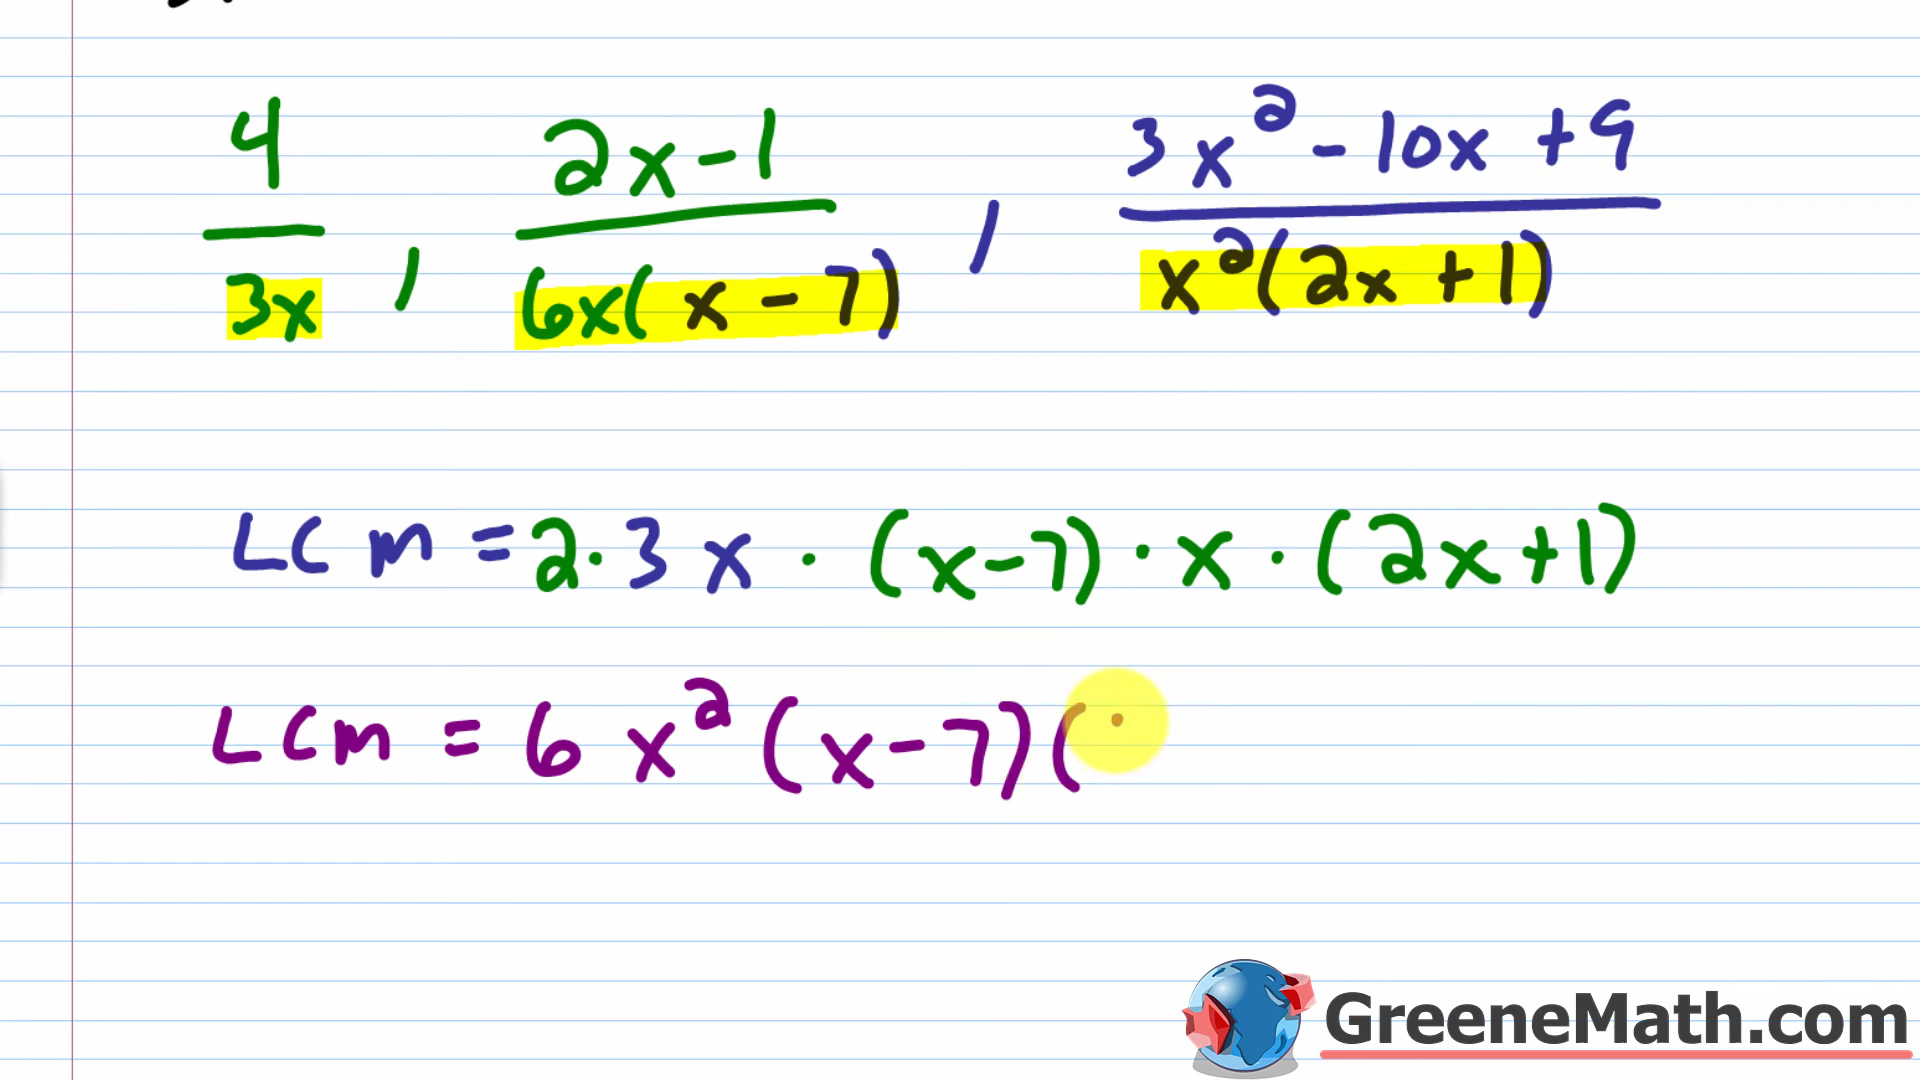 4/3x , 2x-1/6x(x-7) , 3x²-10x+9/x²(2x+1)
LCM = 2·3x·(x-7)·x·(2x+1)
LCM = 6x²(x-7)(
GreeneMath.com